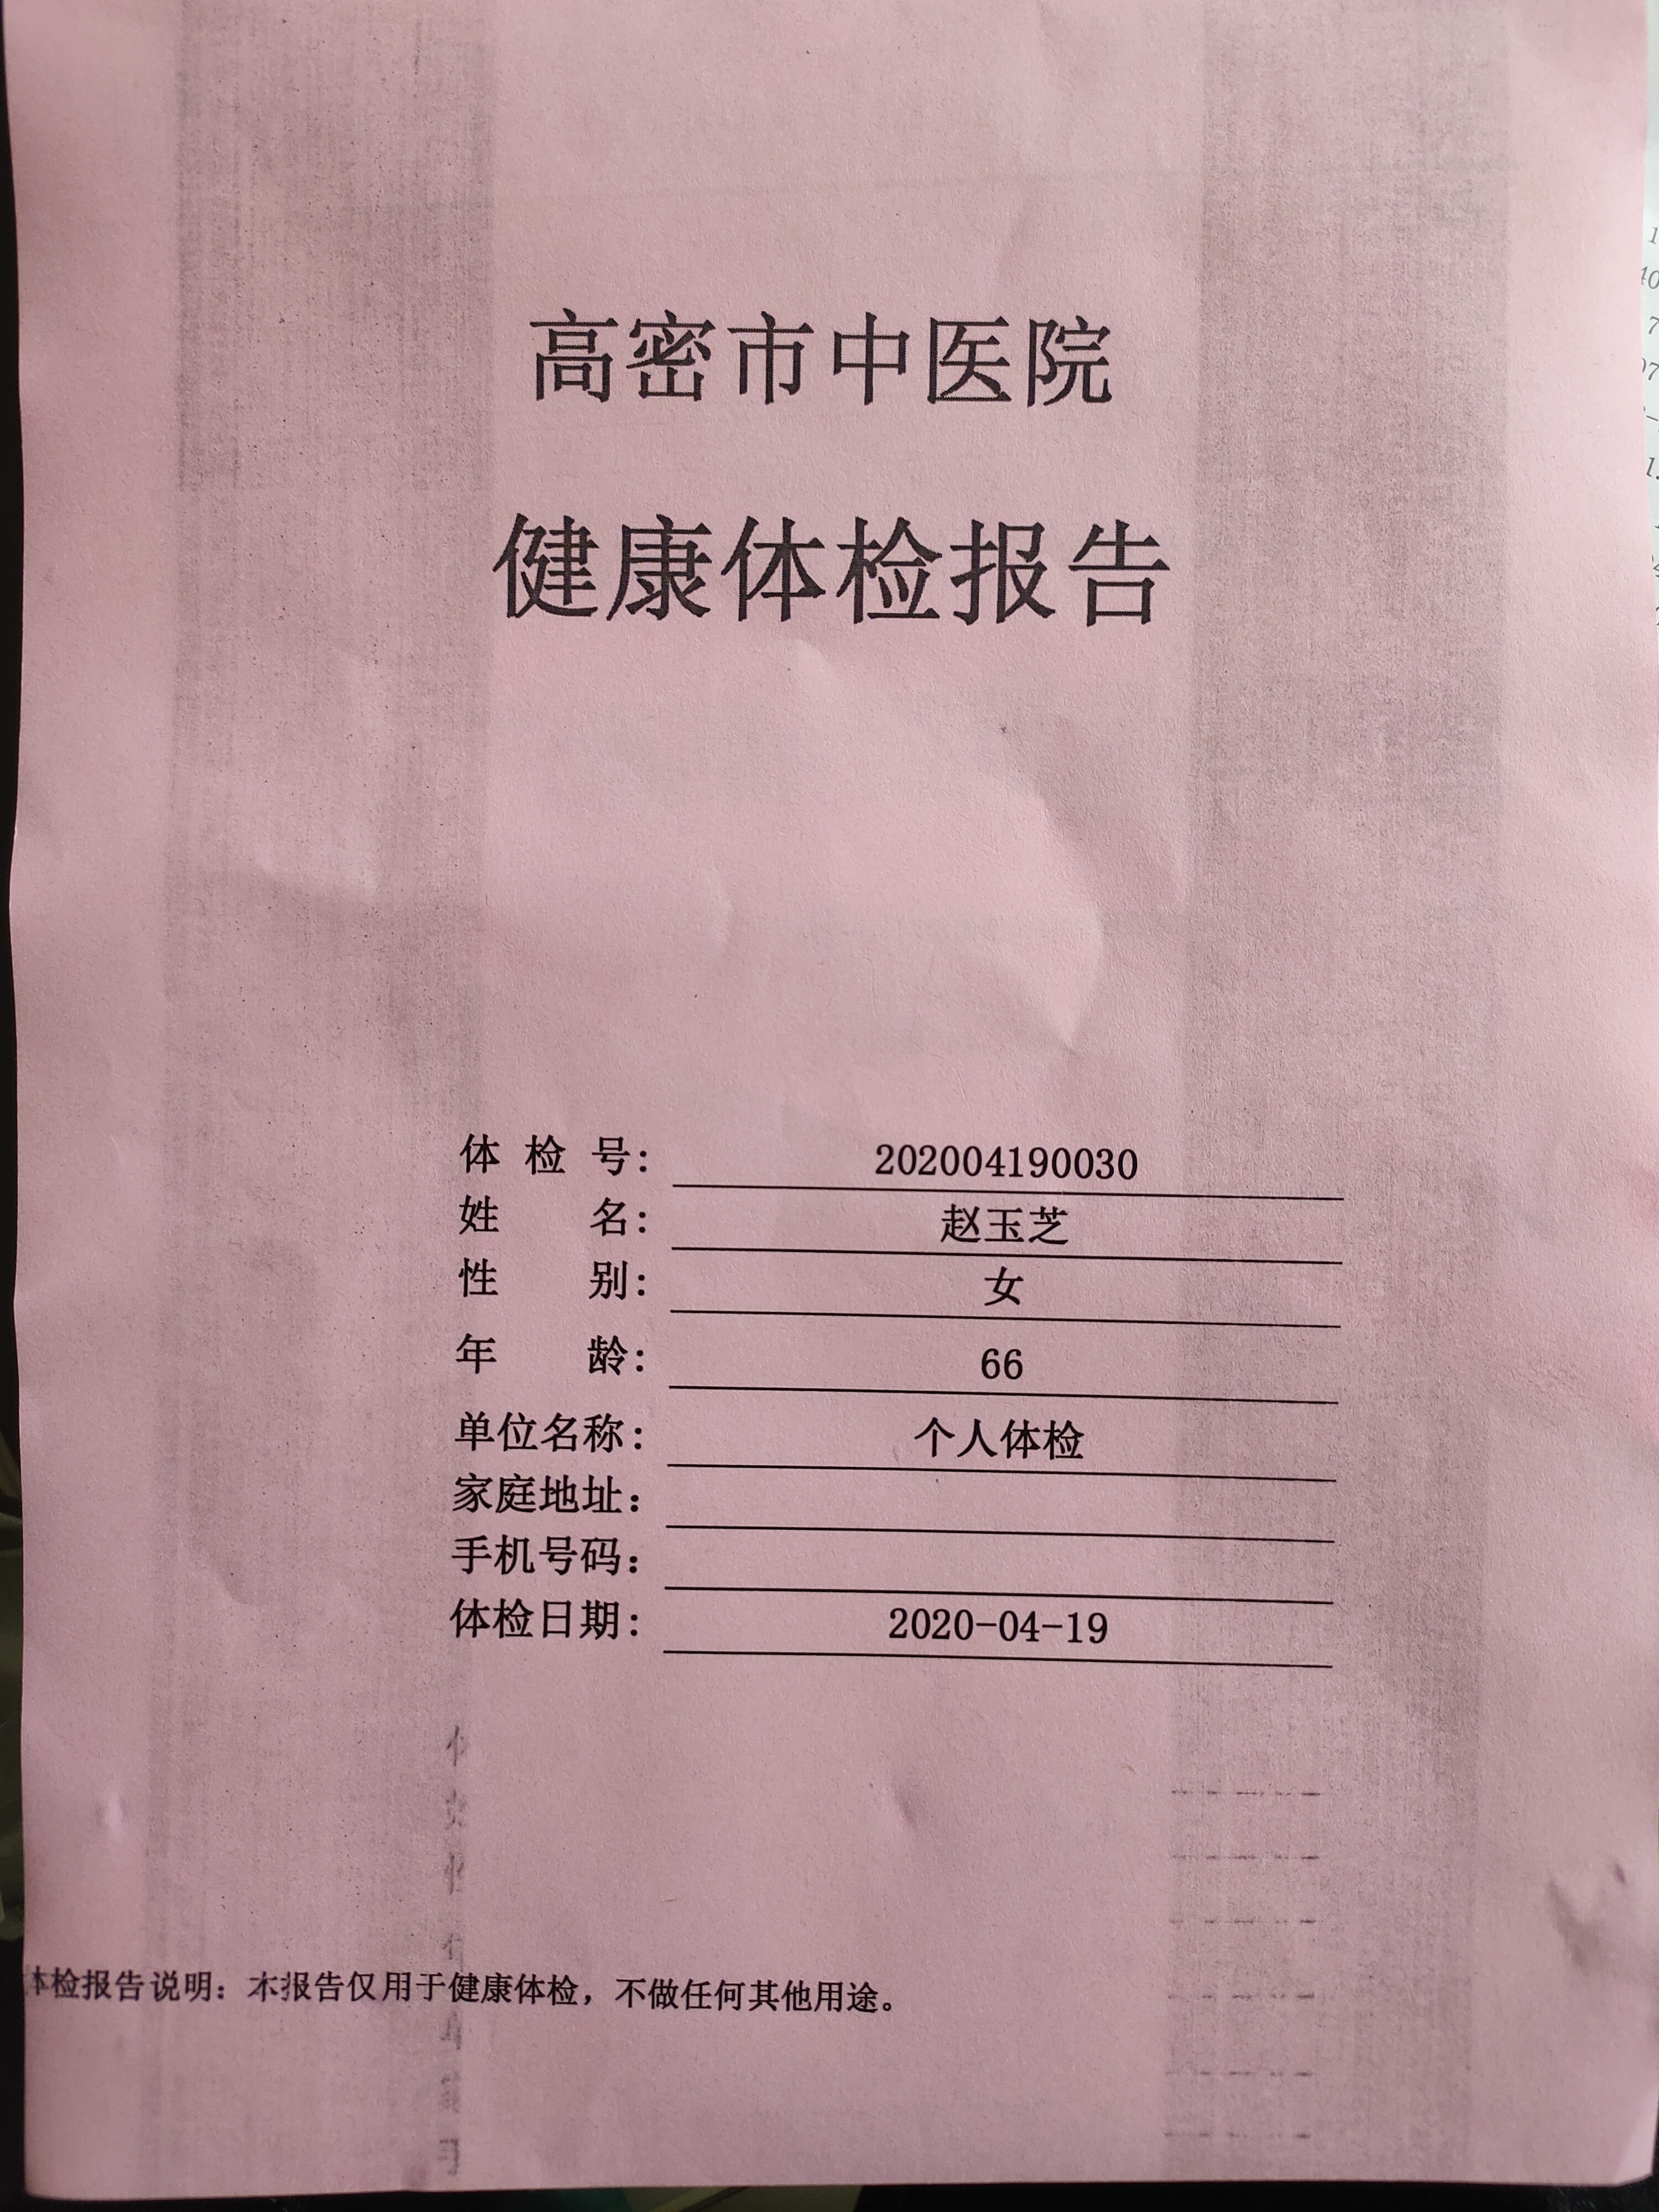 高密市中医院
健康体检报告
体 检 号: 202004190030
姓 名: 赵玉芝
性 别: 女
年 龄: 66
单位名称: 个人体检
家庭地址:
手机号码:
体检日期: 2020-04-19
体检报告说明: 本报告仅用于健康体检，不做任何其他用途。